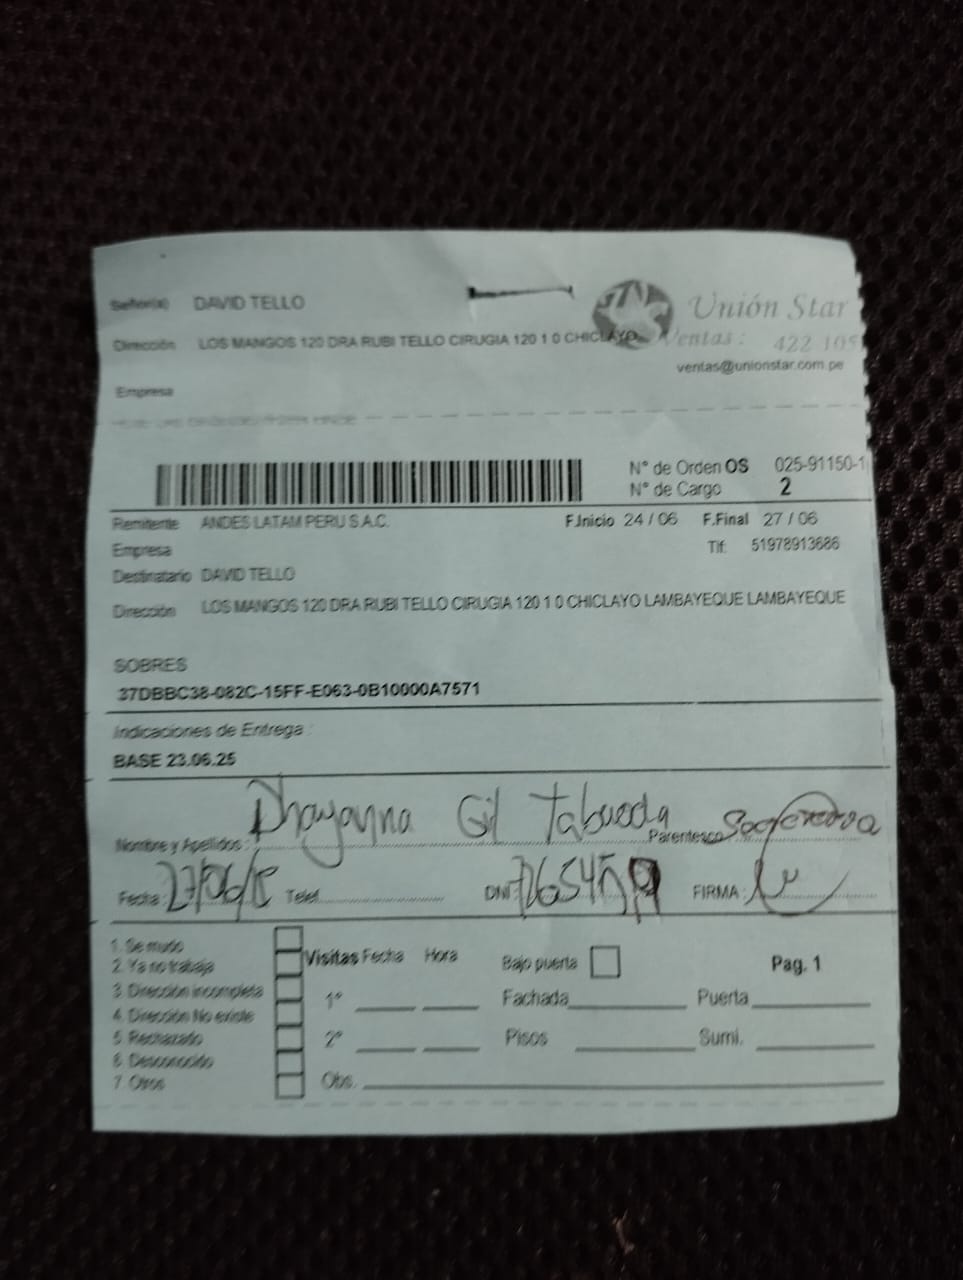 Señor(s) DAVID TELLO
Unión Star
Dirección LOS MANGOS 120 DRA RUBI TELLO CIRUGIA 120 1 0 CHICLAYO
Ventas : 422 105
ventas@unionstar.com.pe
Empresa
N° de Orden OS 025-91150-1
N° de Cargo 2
Remitente ANDES LATAM PERU S.A.C. F.Inicio 24 / 06 F.Final 27 / 06
Empresa Tlf: 51978913686
Destinatario DAVID TELLO
Dirección LOS MANGOS 120 DRA RUBI TELLO CIRUGIA 120 1 0 CHICLAYO LAMBAYEQUE LAMBAYEQUE
SOBRES
37DBBC38-082C-15FF-E063-0B10000A7571
Indicaciones de Entrega :
BASE 23.06.25
Nombre y Apellidos : Dhayanna Gil Parentesco
Fecha : 27/06/ Telef. DNI FIRMA :
1. Se mudo
2. Ya no trabaja
3. Dirección incompleta
4. Dirección No existe
5. Rechazado
6. Desconocido
7. Otros
Visitas Fecha Hora Bajo puerta Pag. 1
1° Fachada Puerta
2° Pisos Sumi.
Obs.